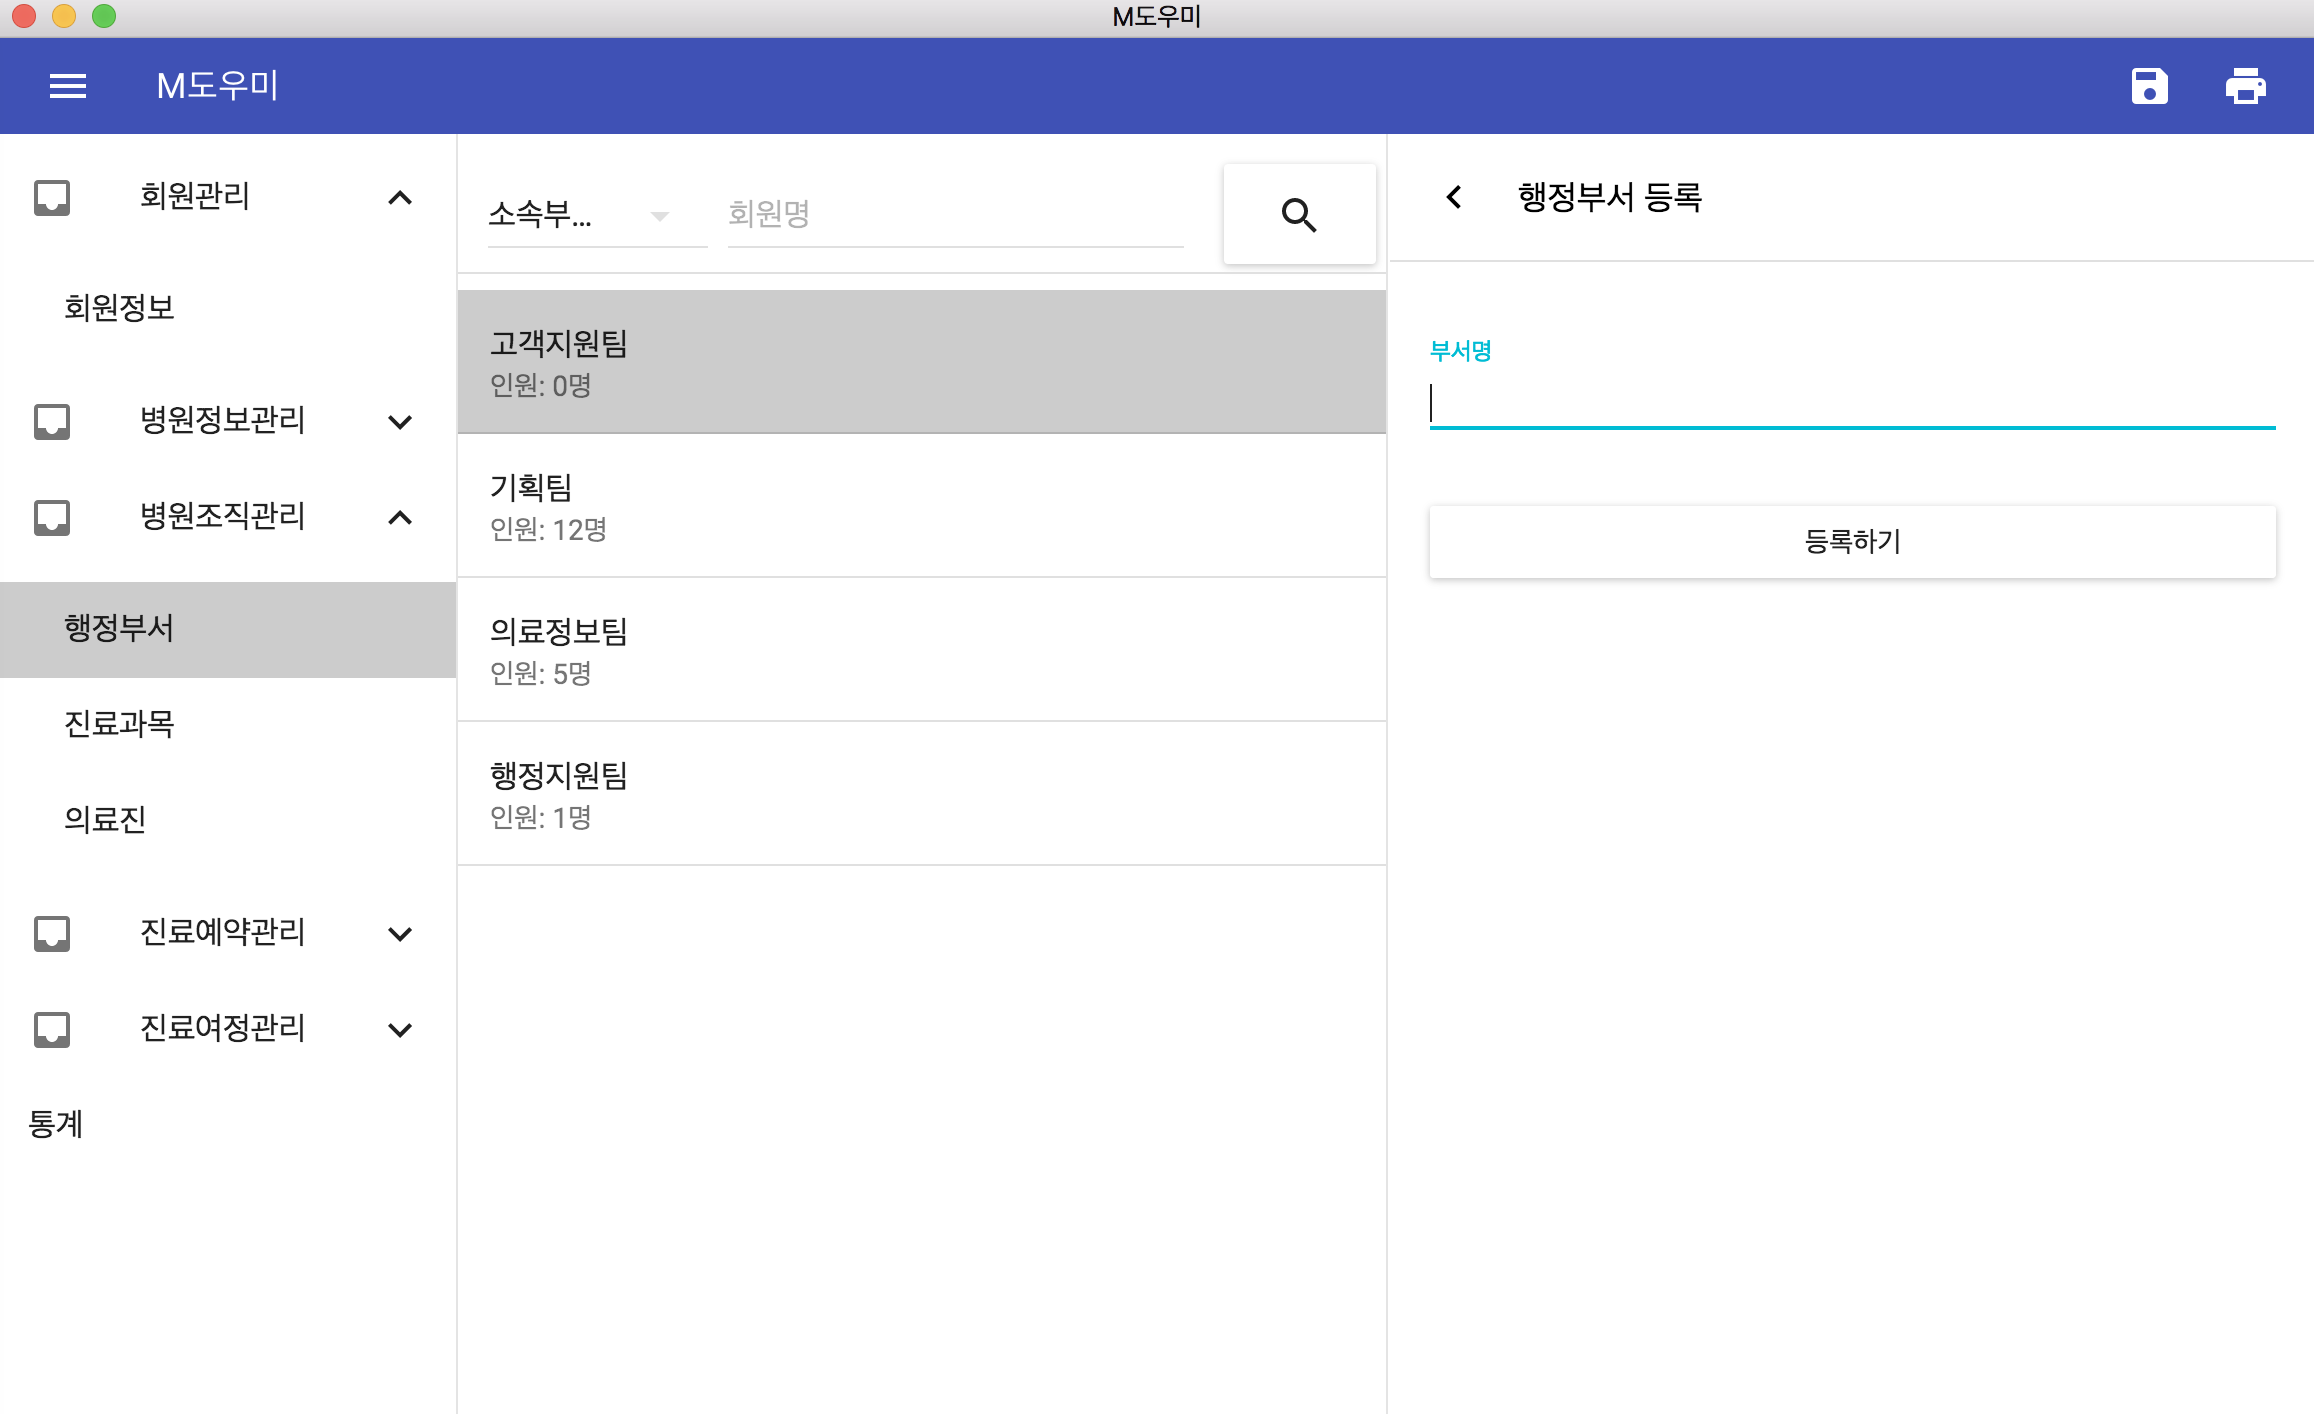 M도우미
M도우미
회원관리
회원정보
병원정보관리
병원조직관리
행정부서
진료과목
의료진
진료예약관리
진료여정관리
통계
소속부...
회원명
고객지원팀
인원: 0명
기획팀
인원: 12명
의료정보팀
인원: 5명
행정지원팀
인원: 1명
행정부서 등록
부서명
등록하기